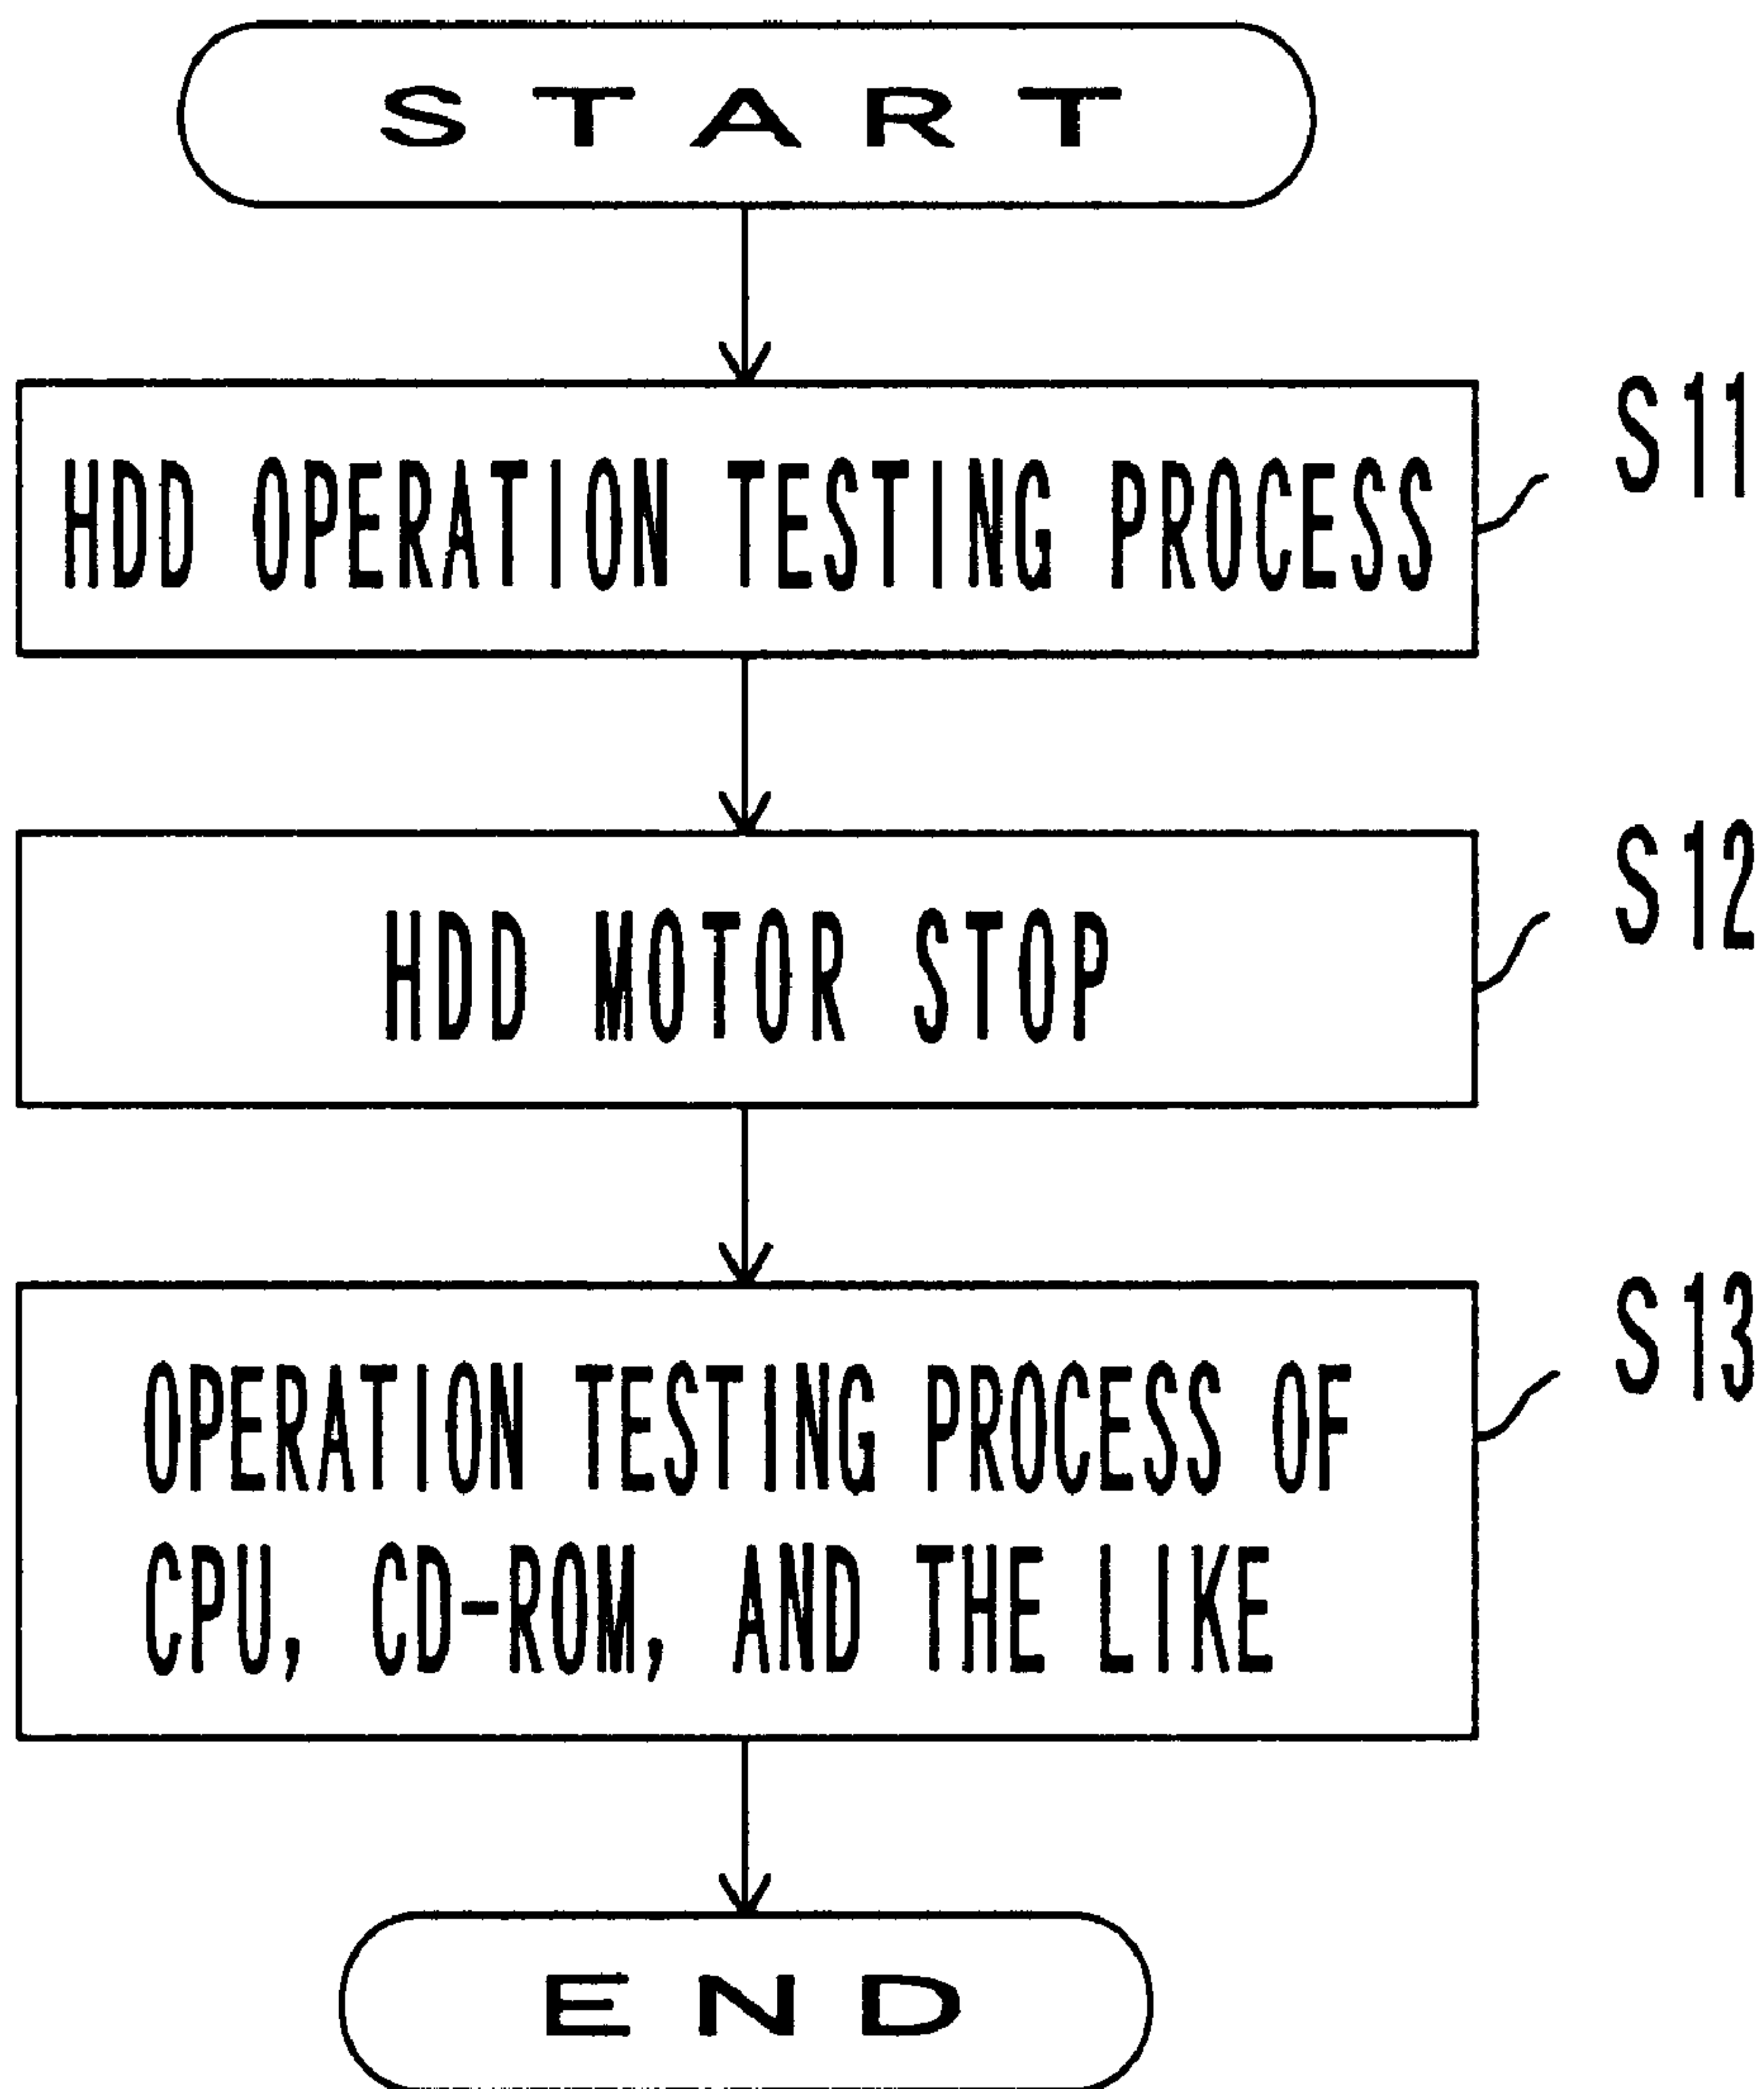 START
HDD OPERATION TESTING PROCESS
S11
HDD MOTOR STOP
S12
OPERATION TESTING PROCESS OF
CPU, CD-ROM, AND THE LIKE
S13
END